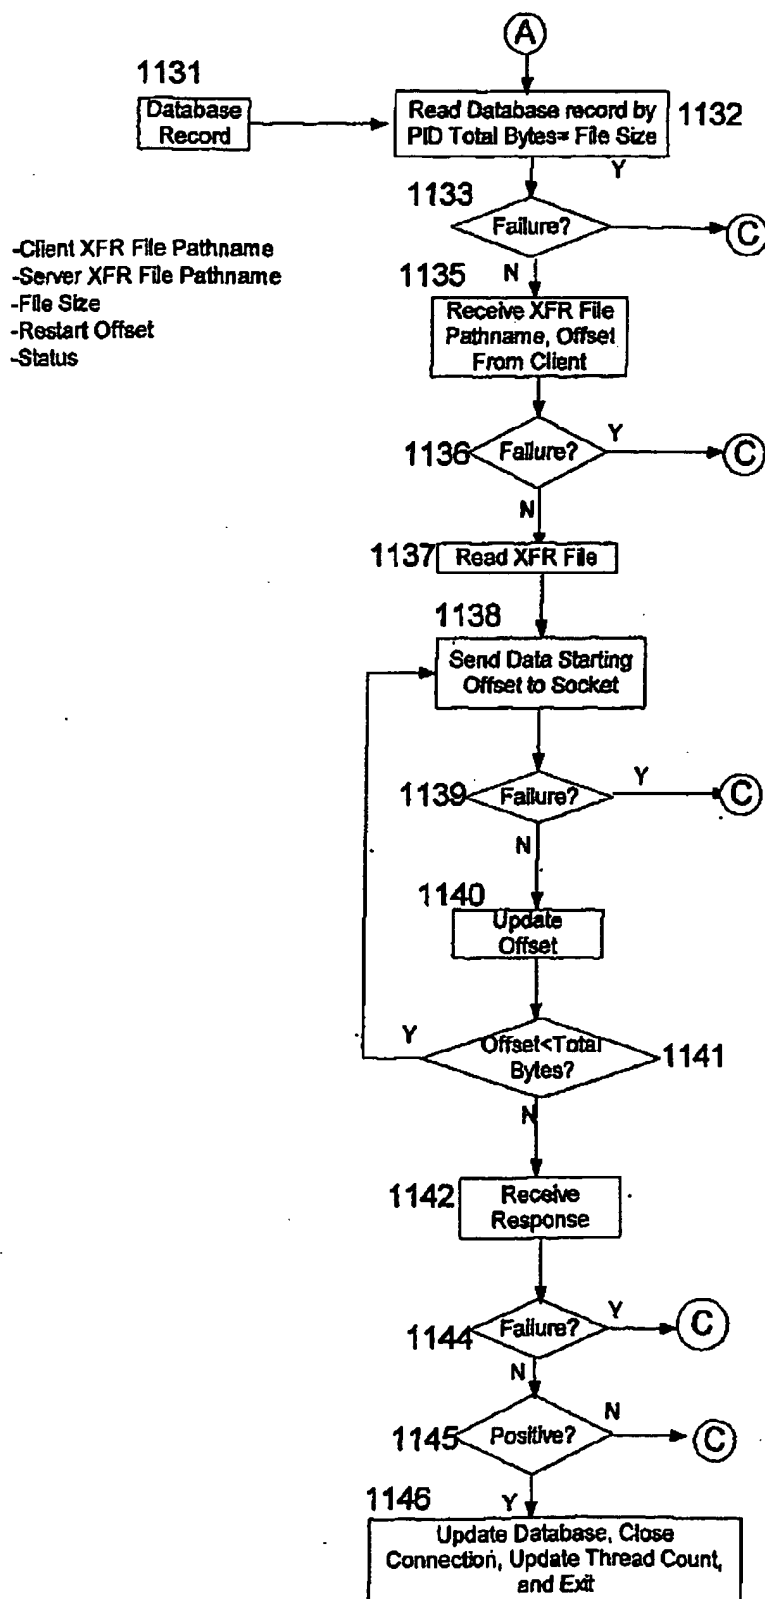 A
1131
Database
Record
Read Database record by
PID Total Bytes= File Size
1132
Y
1133
Failure?
C
-Client XFR File Pathname
-Server XFR File Pathname
-File Size
-Restart Offset
-Status
N
1135
Receive XFR File
Pathname, Offset
From Client
1136
Failure?
Y
C
N
1137
Read XFR File
1138
Send Data Starting
Offset to Socket
1139
Failure?
Y
C
N
1140
Update
Offset
Y
Offset<Total
Bytes?
1141
N
1142
Receive
Response
1144
Failure?
Y
C
N
1145
Positive?
N
C
1146
Y
Update Database, Close
Connection, Update Thread Count,
and Exit